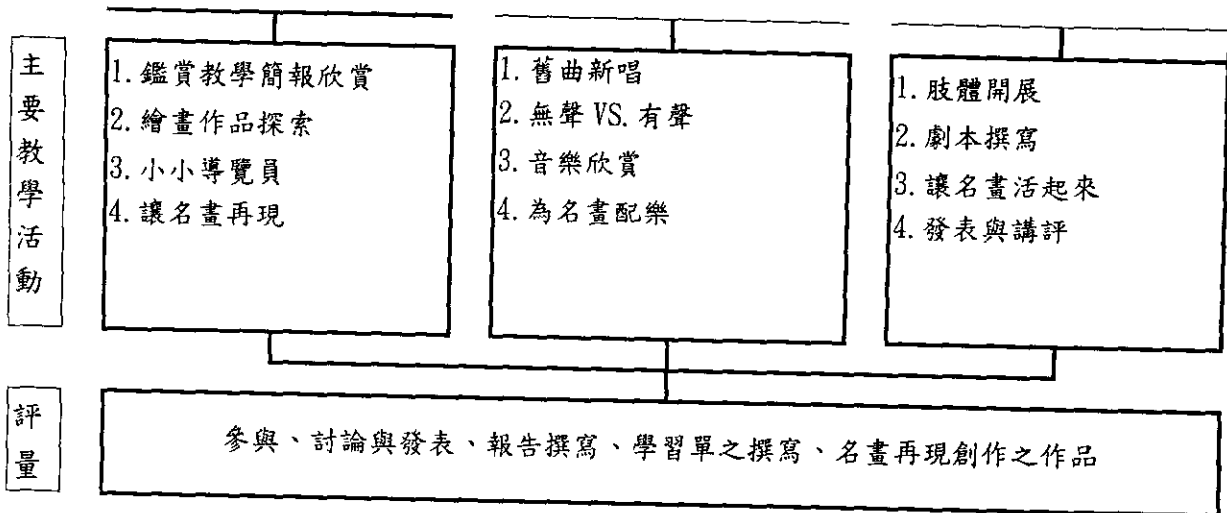 主要教學活動
1. 鑑賞教學簡報欣賞
2. 繪畫作品探索
3. 小小導覽員
4. 讓名畫再現
1. 舊曲新唱
2. 無聲 VS. 有聲
3. 音樂欣賞
4. 為名畫配樂
1. 肢體開展
2. 劇本撰寫
3. 讓名畫活起來
4. 發表與講評
評量
參與、討論與發表、報告撰寫、學習單之撰寫、名畫再現創作之作品